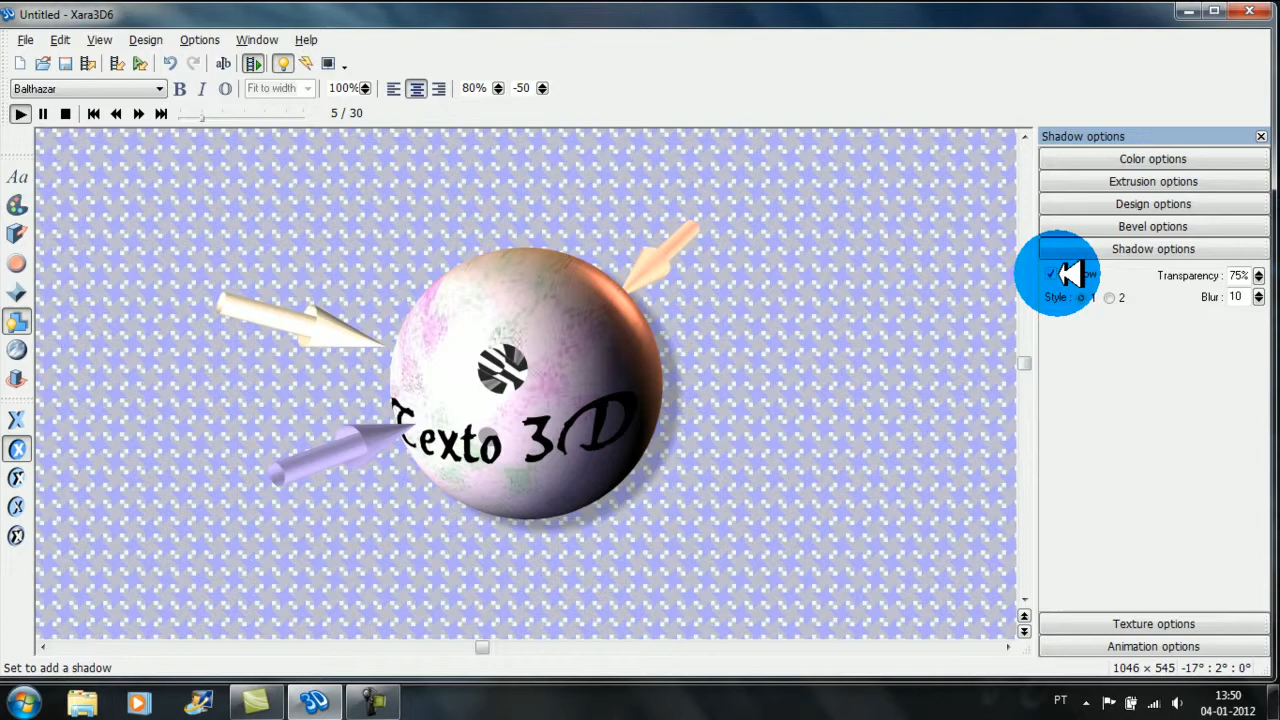 Untitled - Xara3D6
File Edit View Design Options Window Help
a|b
Balthazar B I O Fit to width 100% 80% -50
5 / 30
Shadow options
Color options
Extrusion options
Design options
Bevel options
Shadow options
Transparency : 75%
Style : 1 2 Blur : 10
Aa
Texto 3D
Texture options
Animation options
Set to add a shadow 1046 × 545 -17° : 2° : 0°
3D PT 13:50
04-01-2012